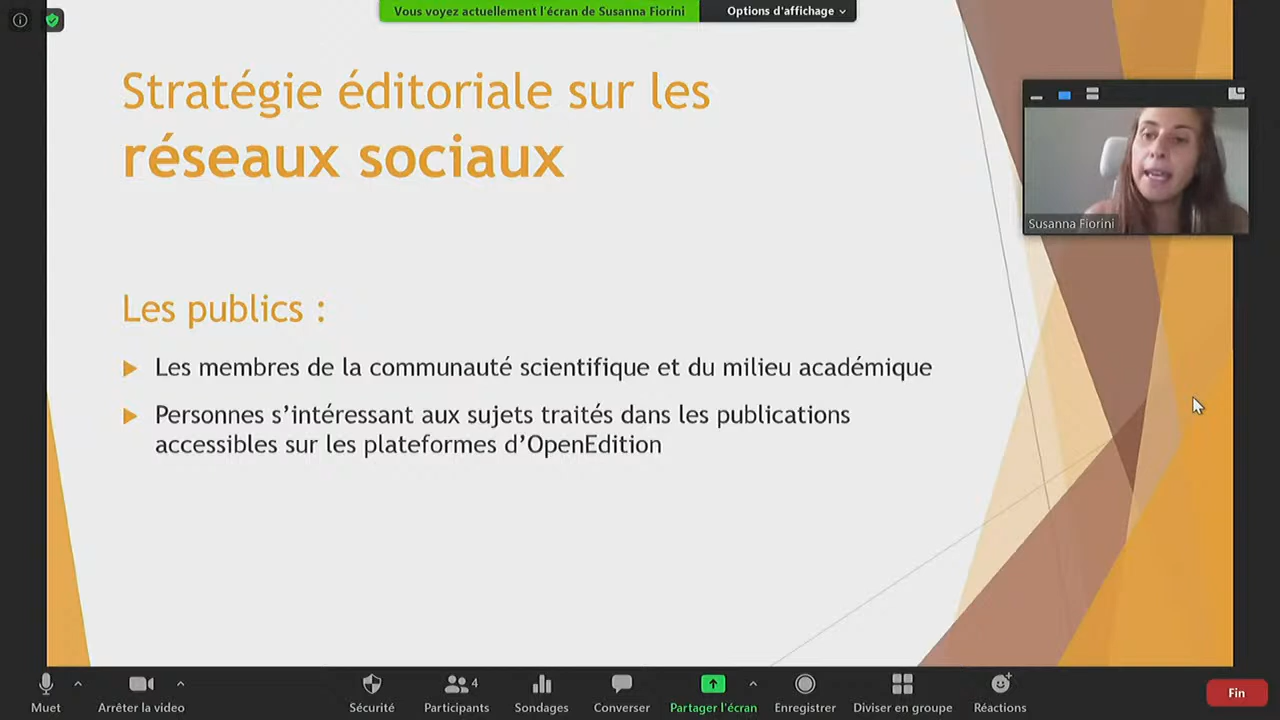 Vous voyez actuellement l'écran de Susanna Fiorini
Options d'affichage
Stratégie éditoriale sur les
réseaux sociaux
Susanna Fiorini
Les publics :
Les membres de la communauté scientifique et du milieu académique
Personnes s’intéressant aux sujets traités dans les publications
accessibles sur les plateformes d’OpenEdition
Muet
Arrêter la video
Sécurité
4
Participants
Sondages
Converser
Partager l'écran
Enregistrer
Diviser en groupe
Réactions
Fin